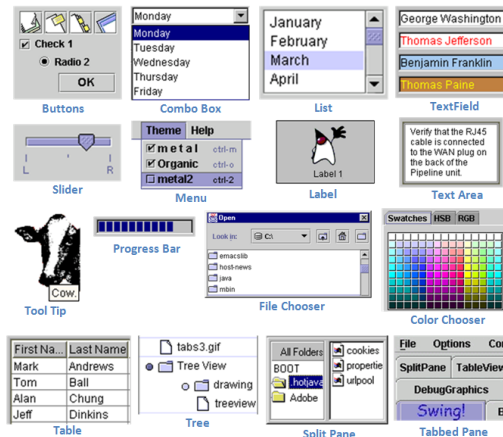 Check 1
Radio 2
OK
Buttons
Monday
Monday
Tuesday
Wednesday
Thursday
Friday
Combo Box
January
February
March
April
List
George Washington
Thomas Jefferson
Benjamin Franklin
Thomas Paine
TextField
L R
Slider
Theme Help
metal ctrl-m
Organic ctrl-o
metal2 ctrl-2
Menu
Label 1
Label
Verify that the RJ45
cable is connected
to the WAN plug on
the back of the
Pipeline unit.
Text Area
Cow.
Tool Tip
Progress Bar
Open
Look in: C:\
emacslib
host-news
java
mbin
File Chooser
Swatches HSB RGB
Color Chooser
First Na... Last Name
Mark Andrews
Tom Ball
Alan Chung
Jeff Dinkins
Table
tabs3.gif
Tree View
drawing
treeview
Tree
All Folders
BOOT
.hotjava
Adobe
cookies
propertie
urlpool
Split Pane
File Options Co
SplitPane TableView
DebugGraphics
Swing!
Tabbed Pane